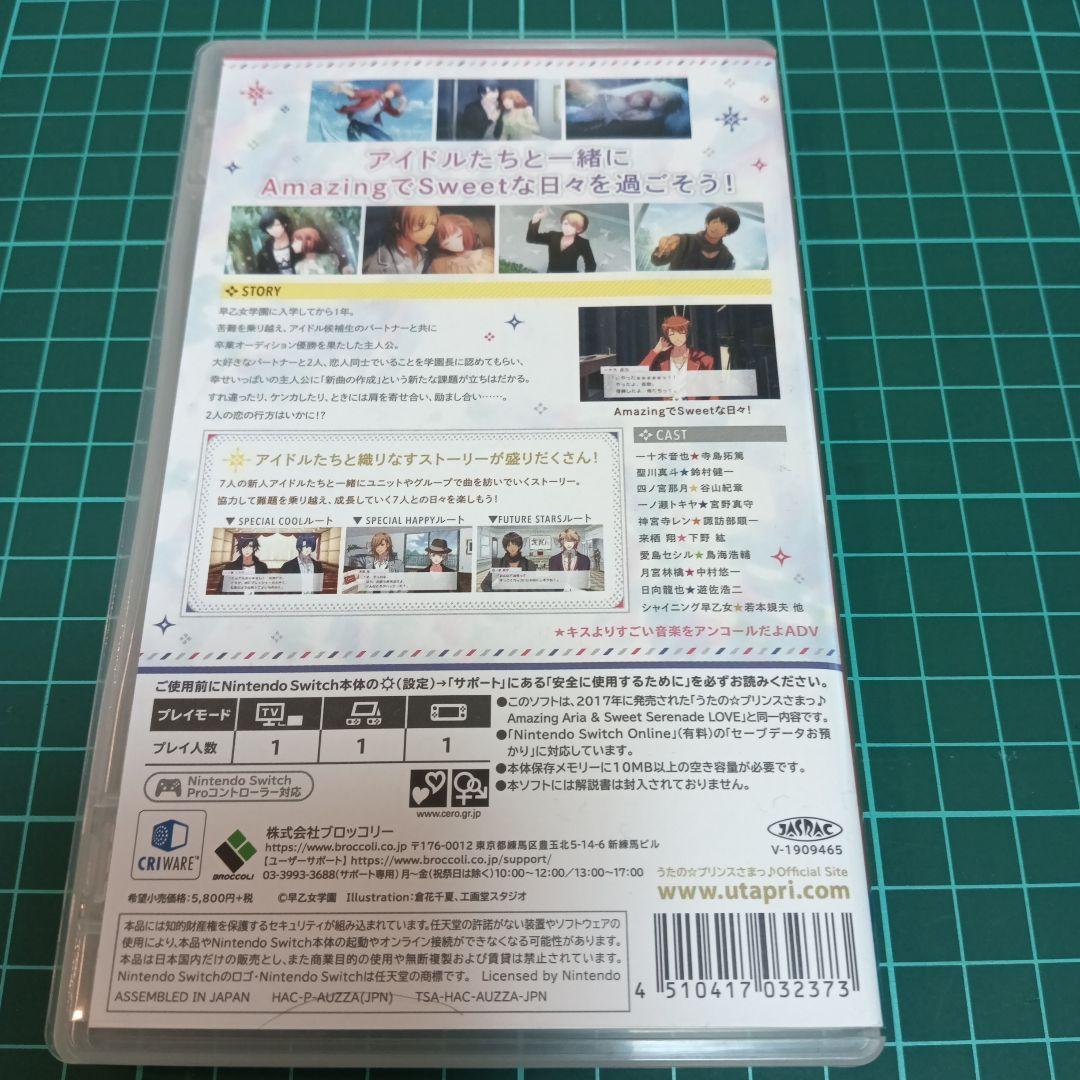 アイドルたちと一緒に
AmazingでSweetな日々を過ごそう!
STORY
早乙女学園に入学してから1年。
苦難を乗り越え、アイドル候補生のパートナーと共に
卒業オーディション優勝を果たした主人公。
大好きなパートナーと2人、恋人同士でいることを学園長に認めてもらい、
幸せいっぱいの主人公に「新曲の作成」という新たな課題が立ちはだかる。
すれ違ったり、ケンカしたり、ときには肩を寄せ合い、励まし合い……。
2人の恋の行方はいかに!?
AmazingでSweetな日々!
アイドルたちと織りなすストーリーが盛りだくさん!
7人の新人アイドルたちと一緒にユニットやグループで曲を紡いでいくストーリー。
協力して難題を乗り越え、成長していく7人との日々を楽しもう!
▼SPECIAL COOLルート
▼SPECIAL HAPPYルート
▼FUTURE STARSルート
CAST
一十木音也★寺島拓篤
聖川真斗★鈴村健一
四ノ宮那月★谷山紀章
一ノ瀬トキヤ★宮野真守
神宮寺レン★諏訪部順一
来栖 翔★下野 紘
愛島セシル★鳥海浩輔
月宮林檎★中村悠一
日向龍也★遊佐浩二
シャイニング早乙女★若本規夫 他
★キスよりすごい音楽をアンコールだよADV
ご使用前にNintendo Switch本体の(設定)→「サポート」にある「安全に使用するために」を必ずお読みください。
プレイモード
TV
プレイ人数
1
1
1
Nintendo Switch
Proコントローラー対応
●このソフトは、2017年に発売された「うたの☆プリンスさまっ♪
Amazing Aria & Sweet Serenade LOVE」と同一内容です。
●「Nintendo Switch Online」(有料)の「セーブデータお預
かり」に対応しています。
●本体保存メモリーに10MB以上の空き容量が必要です。
●本ソフトには解説書は封入されておりません。
www.cero.gr.jp
CRIWARE™
BROCCOLI
株式会社ブロッコリー
https://www.broccoli.co.jp 〒176-0012 東京都練馬区豊玉北5-14-6 新練馬ビル
【ユーザーサポート】https://www.broccoli.co.jp/support/
03-3993-3688(サポート専用)月~金(祝祭日は除く)10:00~12:00/13:00~17:00
JASRAC
V-1909465
希望小売価格:5,800円+税
©早乙女学園 Illustration:倉花千夏、工画堂スタジオ
うたの☆プリンスさまっ♪Official Site
www.utapri.com
本品には知的財産権を保護するセキュリティが組み込まれています。任天堂の許諾がない装置やソフトウェアの
使用により、本品やNintendo Switch本体の起動やオンライン接続ができなくなる可能性があります。
本品は日本国内だけの販売とし、また商業目的の使用や無断複製および賃貸は禁止されています。
Nintendo Switchのロゴ・Nintendo Switchは任天堂の商標です。 Licensed by Nintendo
ASSEMBLED IN JAPAN HAC-P-AUZZA(JPN) TSA-HAC-AUZZA-JPN
4 510417 032373